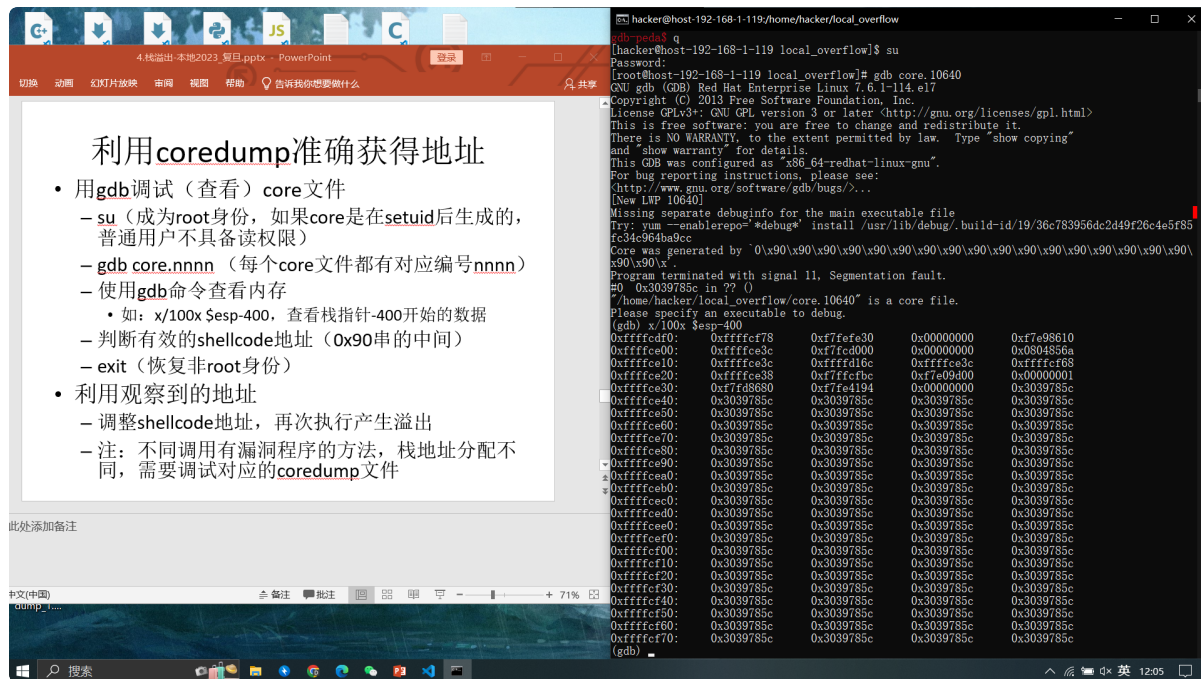 C+
JS
C
4.栈溢出-本地2023_复旦.pptx - PowerPoint
登录
切换 动画 幻灯片放映 审阅 视图 帮助 告诉我你想要做什么 共享
利用coredump准确获得地址
• 用gdb调试（查看）core文件
– su（成为root身份，如果core是在setuid后生成的，
普通用户不具备读权限）
– gdb core.nnnn （每个core文件都有对应编号nnnn）
– 使用gdb命令查看内存
• 如：x/100x $esp-400，查看栈指针-400开始的数据
– 判断有效的shellcode地址（0x90串的中间）
– exit（恢复非root身份）
• 利用观察到的地址
– 调整shellcode地址，再次执行产生溢出
– 注：不同调用有漏洞程序的方法，栈地址分配不
同，需要调试对应的coredump文件
此处添加备注
中文(中国) 备注 批注 71%
dump_1....
hacker@host-192-168-1-119:/home/hacker/local_overflow
gdb-peda$ q
[hacker@host-192-168-1-119 local_overflow]$ su
Password:
[root@host-192-168-1-119 local_overflow]# gdb core.10640
GNU gdb (GDB) Red Hat Enterprise Linux 7.6.1-114.el7
Copyright (C) 2013 Free Software Foundation, Inc.
License GPLv3+: GNU GPL version 3 or later <http://gnu.org/licenses/gpl.html>
This is free software: you are free to change and redistribute it.
There is NO WARRANTY, to the extent permitted by law.  Type "show copying"
and "show warranty" for details.
This GDB was configured as "x86_64-redhat-linux-gnu".
For bug reporting instructions, please see:
<http://www.gnu.org/software/gdb/bugs/>...
[New LWP 10640]
Missing separate debuginfo for the main executable file
Try: yum --enablerepo='*debug*' install /usr/lib/debug/.build-id/19/36c783956dc2d49f26c4e5f85
fc34c964ba9cc
Core was generated by `0\x90\x90\x90\x90\x90\x90\x90\x90\x90\x90\x90\x90\x90\x90\x90\x90\x90\
x90\x90\x'.
Program terminated with signal 11, Segmentation fault.
#0  0x3039785c in ?? ()
"/home/hacker/local_overflow/core.10640" is a core file.
Please specify an executable to debug.
(gdb) x/100x $esp-400
0xffffcdf0: 0xffffcf78 0xf7fefe30 0x00000000 0xf7e98610
0xffffce00: 0xffffce3c 0xf7fcd000 0x00000000 0x0804856a
0xffffce10: 0xffffce3c 0xffffd16c 0xffffce3c 0xffffcf68
0xffffce20: 0xffffce38 0xf7ffcfbc 0xf7e09d00 0x00000001
0xffffce30: 0xf7fd8680 0xf7fe4194 0x00000000 0x3039785c
0xffffce40: 0x3039785c 0x3039785c 0x3039785c 0x3039785c
0xffffce50: 0x3039785c 0x3039785c 0x3039785c 0x3039785c
0xffffce60: 0x3039785c 0x3039785c 0x3039785c 0x3039785c
0xffffce70: 0x3039785c 0x3039785c 0x3039785c 0x3039785c
0xffffce80: 0x3039785c 0x3039785c 0x3039785c 0x3039785c
0xffffce90: 0x3039785c 0x3039785c 0x3039785c 0x3039785c
0xffffcea0: 0x3039785c 0x3039785c 0x3039785c 0x3039785c
0xffffceb0: 0x3039785c 0x3039785c 0x3039785c 0x3039785c
0xffffcec0: 0x3039785c 0x3039785c 0x3039785c 0x3039785c
0xffffced0: 0x3039785c 0x3039785c 0x3039785c 0x3039785c
0xffffcee0: 0x3039785c 0x3039785c 0x3039785c 0x3039785c
0xffffcef0: 0x3039785c 0x3039785c 0x3039785c 0x3039785c
0xffffcf00: 0x3039785c 0x3039785c 0x3039785c 0x3039785c
0xffffcf10: 0x3039785c 0x3039785c 0x3039785c 0x3039785c
0xffffcf20: 0x3039785c 0x3039785c 0x3039785c 0x3039785c
0xffffcf30: 0x3039785c 0x3039785c 0x3039785c 0x3039785c
0xffffcf40: 0x3039785c 0x3039785c 0x3039785c 0x3039785c
0xffffcf50: 0x3039785c 0x3039785c 0x3039785c 0x3039785c
0xffffcf60: 0x3039785c 0x3039785c 0x3039785c 0x3039785c
0xffffcf70: 0x3039785c 0x3039785c 0x3039785c 0x3039785c
(gdb)
搜索
英 12:05